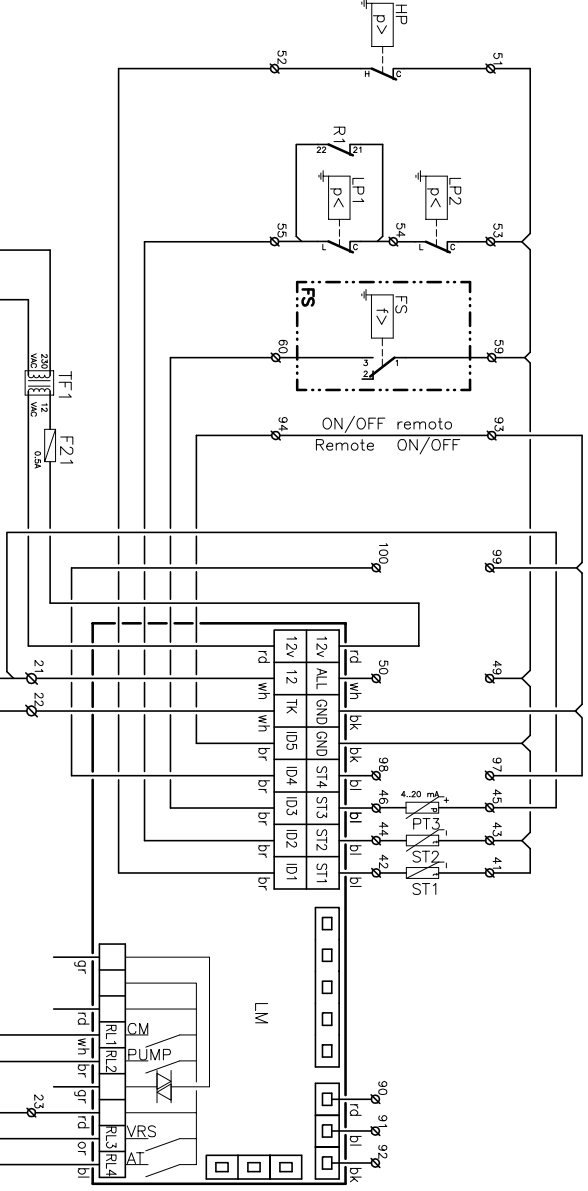 HP
p>
52
51
H
C
R1
22
21
LP1
LP2
p<
p<
55
54
53
L
C
L
C
FS
FS
f>
60
59
3
1
2
230
VAC
12
VAC
TF1
F21
0.5A
ON/OFF remoto
Remote ON/OFF
94
93
100
99
12v
12v
rd
rd
21
12
ALL
wh
wh
50
49
22
TK
GND
wh
bk
ID5
GND
br
bk
ID4
ST4
br
bl
98
97
ID3
ST3
br
bl
46
4..20 mA
+
p
45
PT3
ID2
ST2
br
bl
44
-
t
43
ST2
ID1
ST1
br
bl
42
-
t
41
ST1
LM
gr
rd
RL1
CM
wh
RL2
PUMP
br
gr
23
rd
RL3
VRS
or
RL4
AT
bl
90
rd
91
bl
92
bk